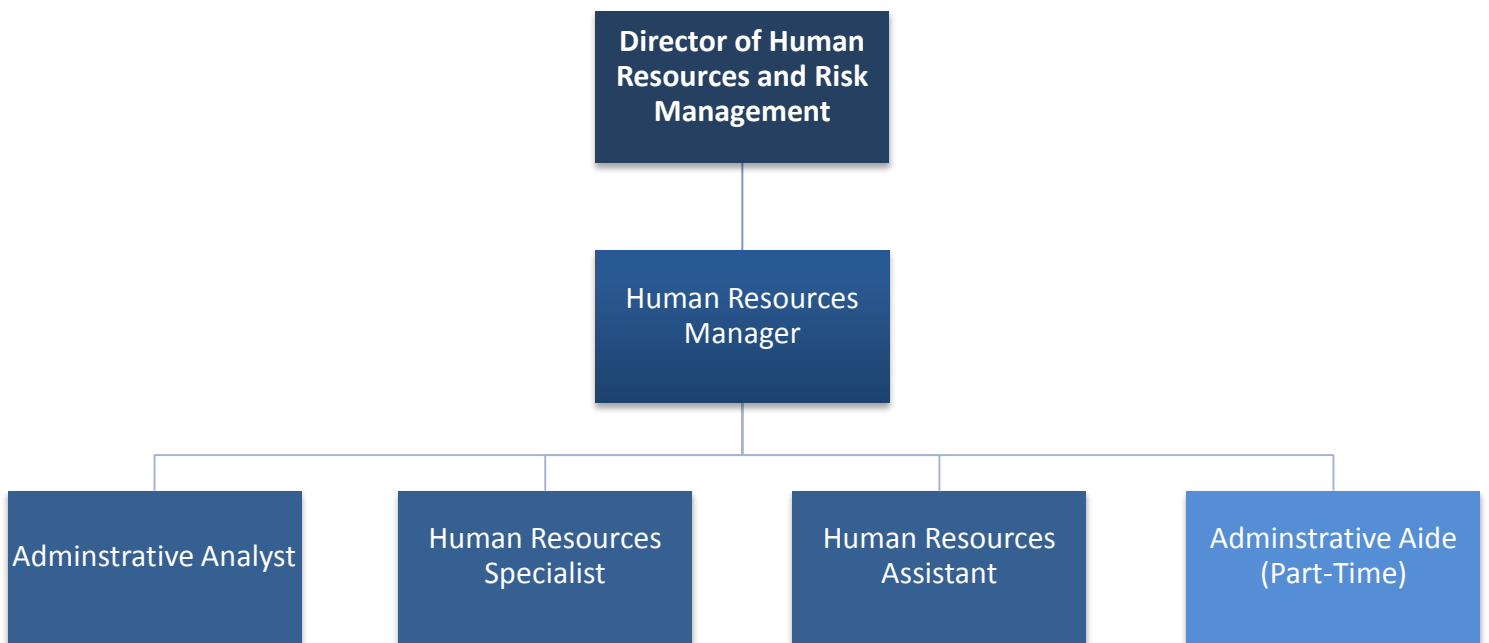 Director of Human
Resources and Risk
Management
Human Resources
Manager
Adminstrative Analyst
Human Resources
Specialist
Human Resources
Assistant
Adminstrative Aide
(Part-Time)